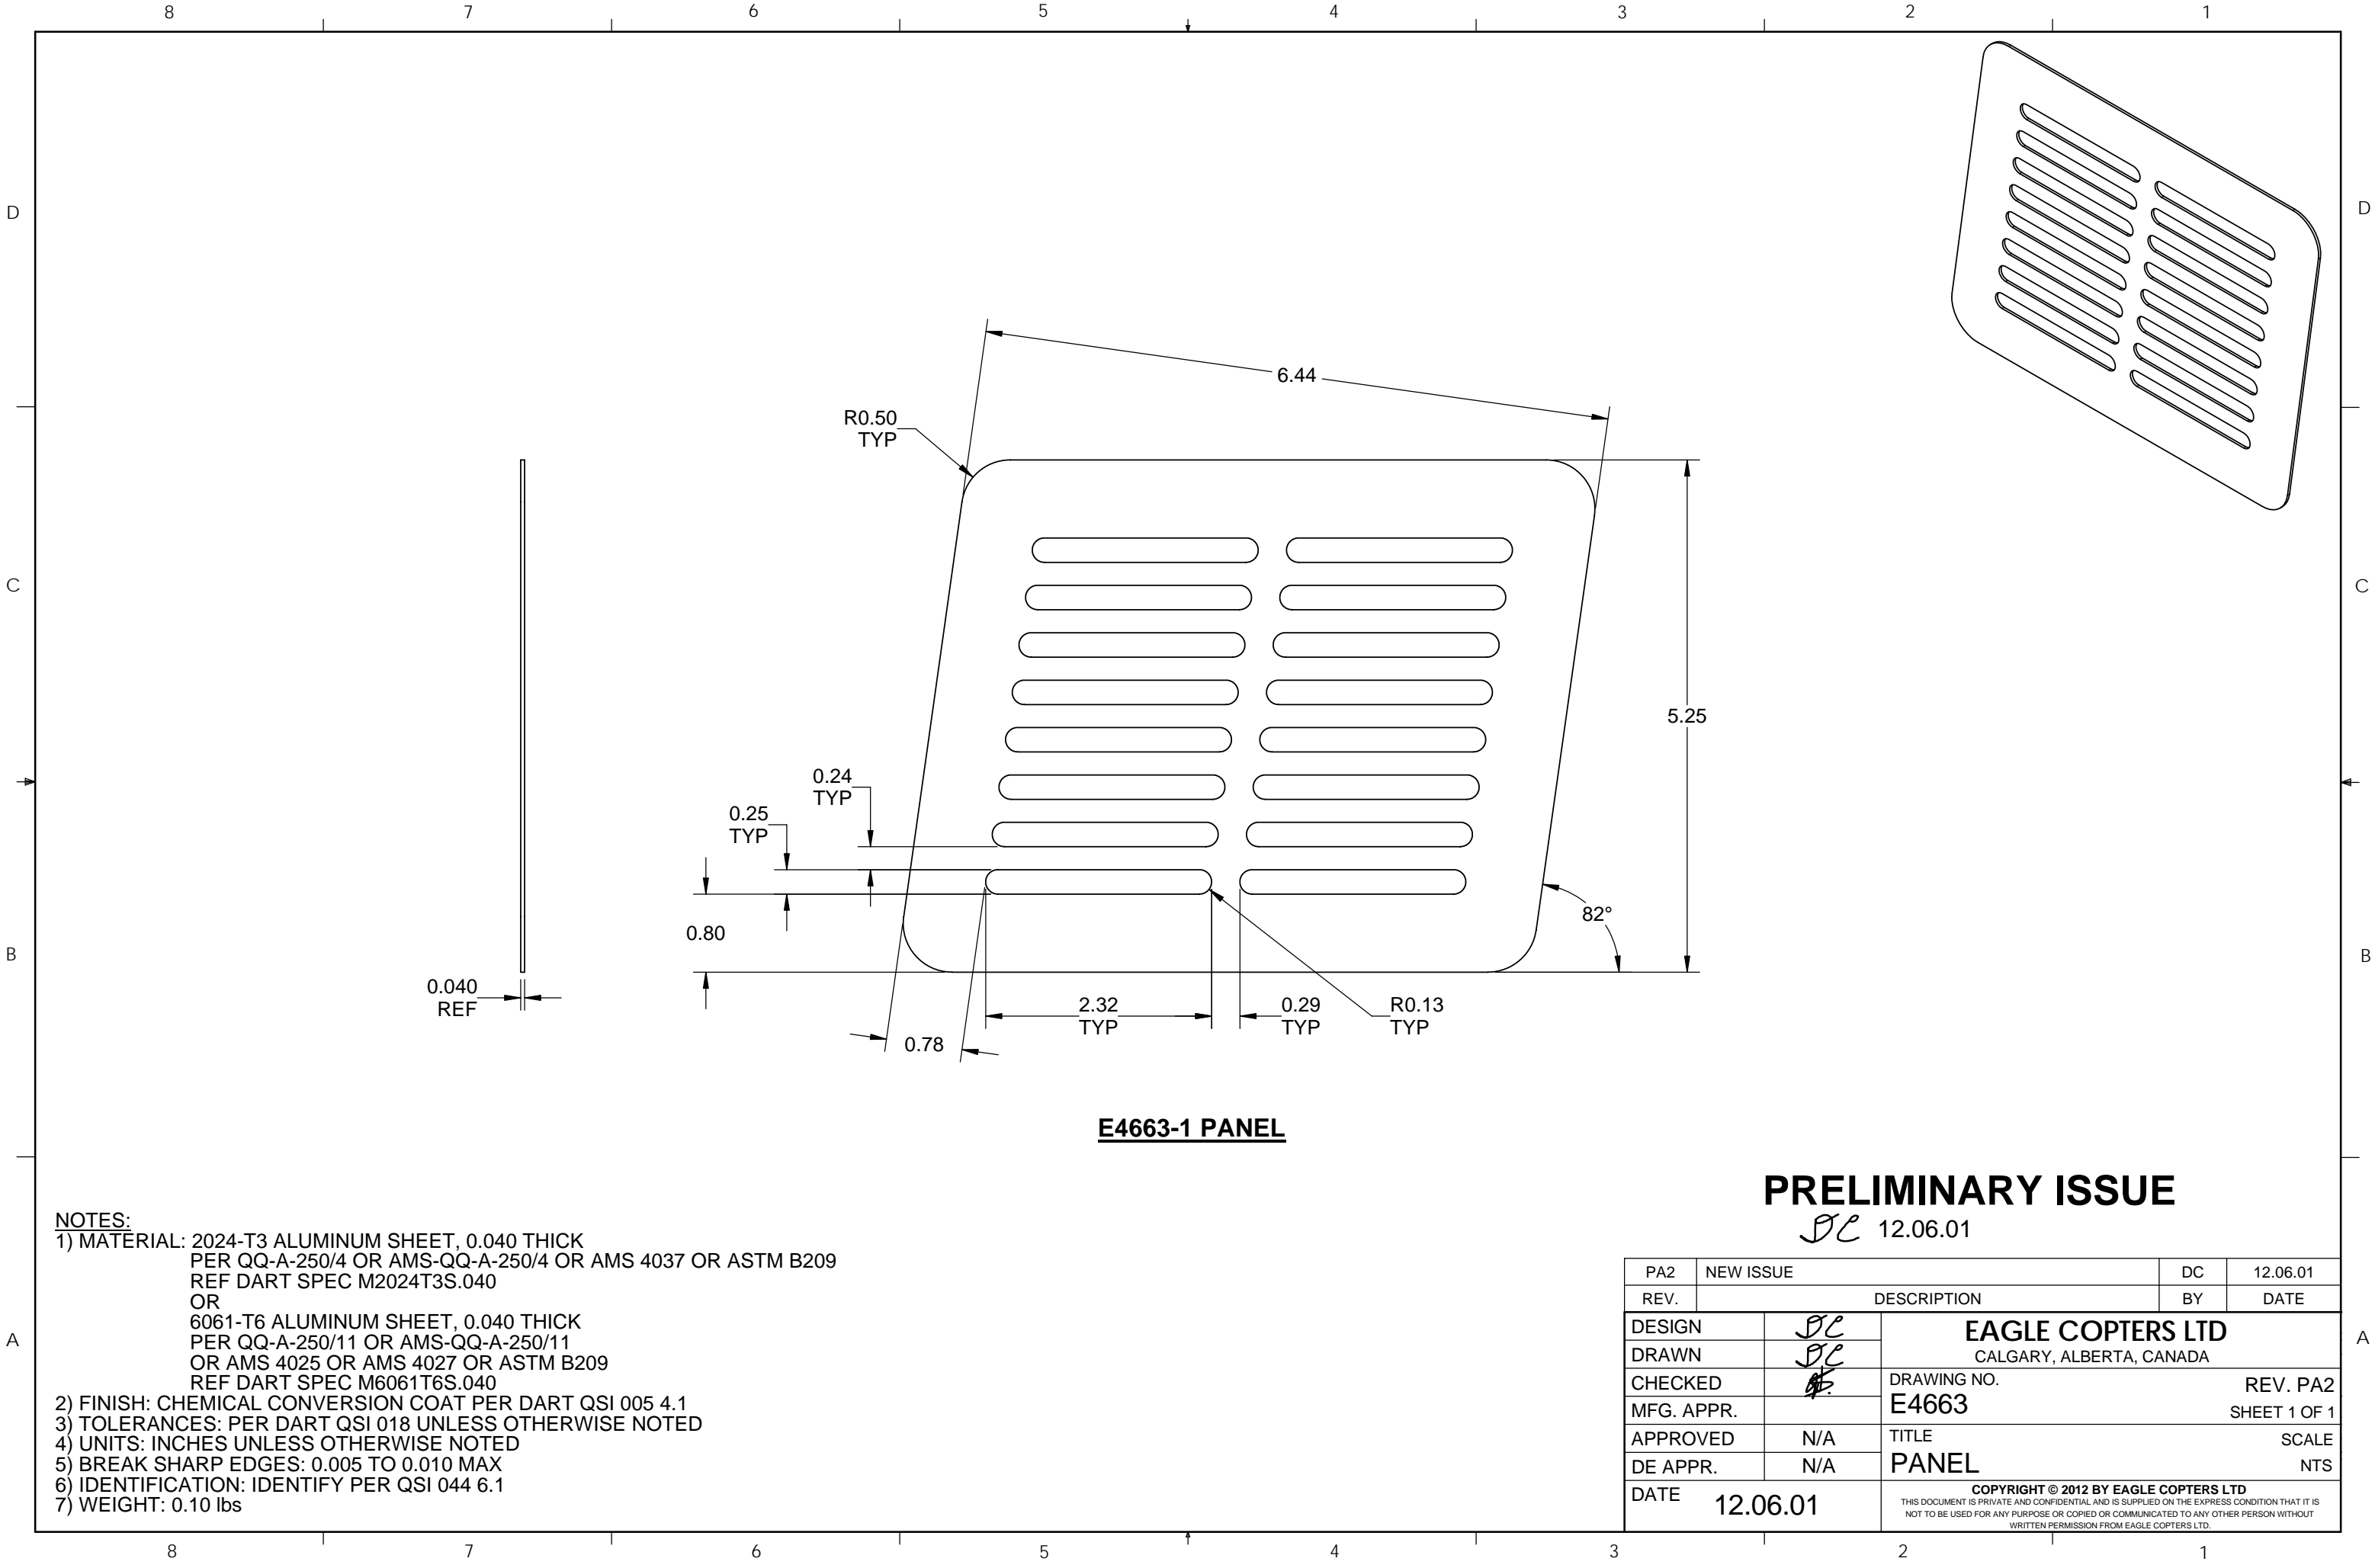 8 7 6 5 4 3 2 1
D D
6.44
R0.50
TYP
C C
5.25
0.24
TYP
0.25
TYP
82°
0.80
B B
0.040
REF
2.32
TYP
0.29
TYP
R0.13
TYP
0.78
E4663-1 PANEL
PRELIMINARY ISSUE
DC 12.06.01
NOTES:
1) MATERIAL: 2024-T3 ALUMINUM SHEET, 0.040 THICK
PER QQ-A-250/4 OR AMS-QQ-A-250/4 OR AMS 4037 OR ASTM B209
REF DART SPEC M2024T3S.040
OR
6061-T6 ALUMINUM SHEET, 0.040 THICK
PER QQ-A-250/11 OR AMS-QQ-A-250/11
OR AMS 4025 OR AMS 4027 OR ASTM B209
REF DART SPEC M6061T6S.040
2) FINISH: CHEMICAL CONVERSION COAT PER DART QSI 005 4.1
3) TOLERANCES: PER DART QSI 018 UNLESS OTHERWISE NOTED
4) UNITS: INCHES UNLESS OTHERWISE NOTED
5) BREAK SHARP EDGES: 0.005 TO 0.010 MAX
6) IDENTIFICATION: IDENTIFY PER QSI 044 6.1
7) WEIGHT: 0.10 lbs
A A
PA2 NEW ISSUE DC 12.06.01
REV. DESCRIPTION BY DATE
DESIGN DC
DRAWN DC
CHECKED
MFG. APPR.
APPROVED N/A
DE APPR. N/A
DATE 12.06.01
EAGLE COPTERS LTD
CALGARY, ALBERTA, CANADA
DRAWING NO. REV. PA2
E4663 SHEET 1 OF 1
TITLE SCALE
PANEL NTS
COPYRIGHT © 2012 BY EAGLE COPTERS LTD
THIS DOCUMENT IS PRIVATE AND CONFIDENTIAL AND IS SUPPLIED ON THE EXPRESS CONDITION THAT IT IS
NOT TO BE USED FOR ANY PURPOSE OR COPIED OR COMMUNICATED TO ANY OTHER PERSON WITHOUT
WRITTEN PERMISSION FROM EAGLE COPTERS LTD.
8 7 6 5 4 3 2 1